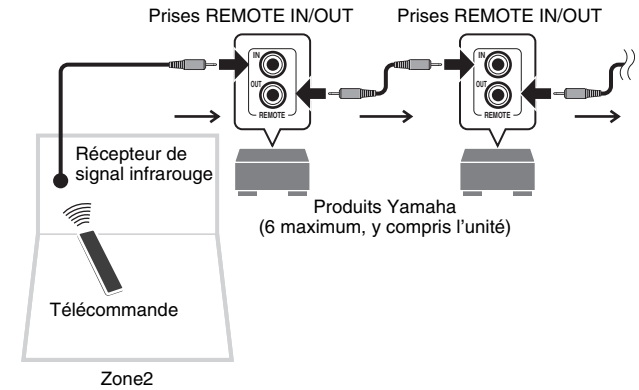 Prises REMOTE IN/OUT
Prises REMOTE IN/OUT
IN
OUT
REMOTE
IN
OUT
REMOTE
Récepteur de
signal infrarouge
Produits Yamaha
(6 maximum, y compris l’unité)
Télécommande
Zone2